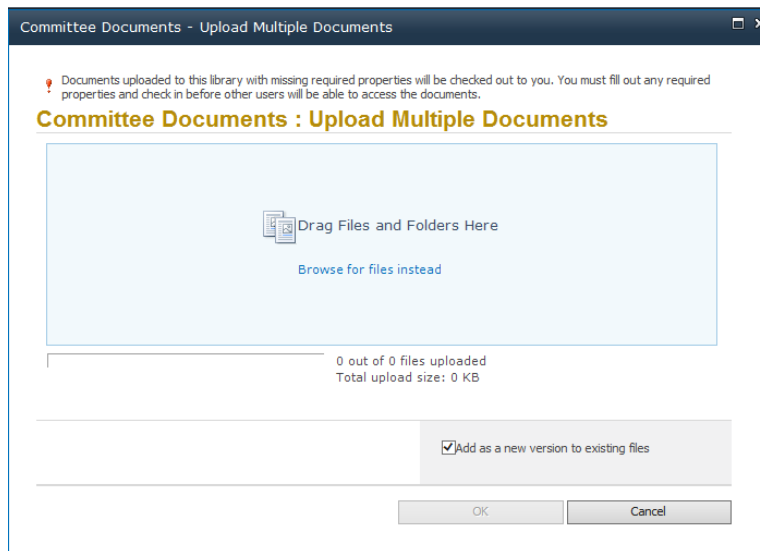 Committee Documents - Upload Multiple Documents
Documents uploaded to this library with missing required properties will be checked out to you. You must fill out any required
properties and check in before other users will be able to access the documents.
Committee Documents : Upload Multiple Documents
Drag Files and Folders Here
Browse for files instead
0 out of 0 files uploaded
Total upload size: 0 KB
Add as a new version to existing files
OK
Cancel